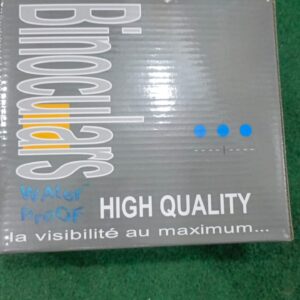 Binoculars
WATER
PROOF
HIGH QUALITY
la visibilité au maximum...